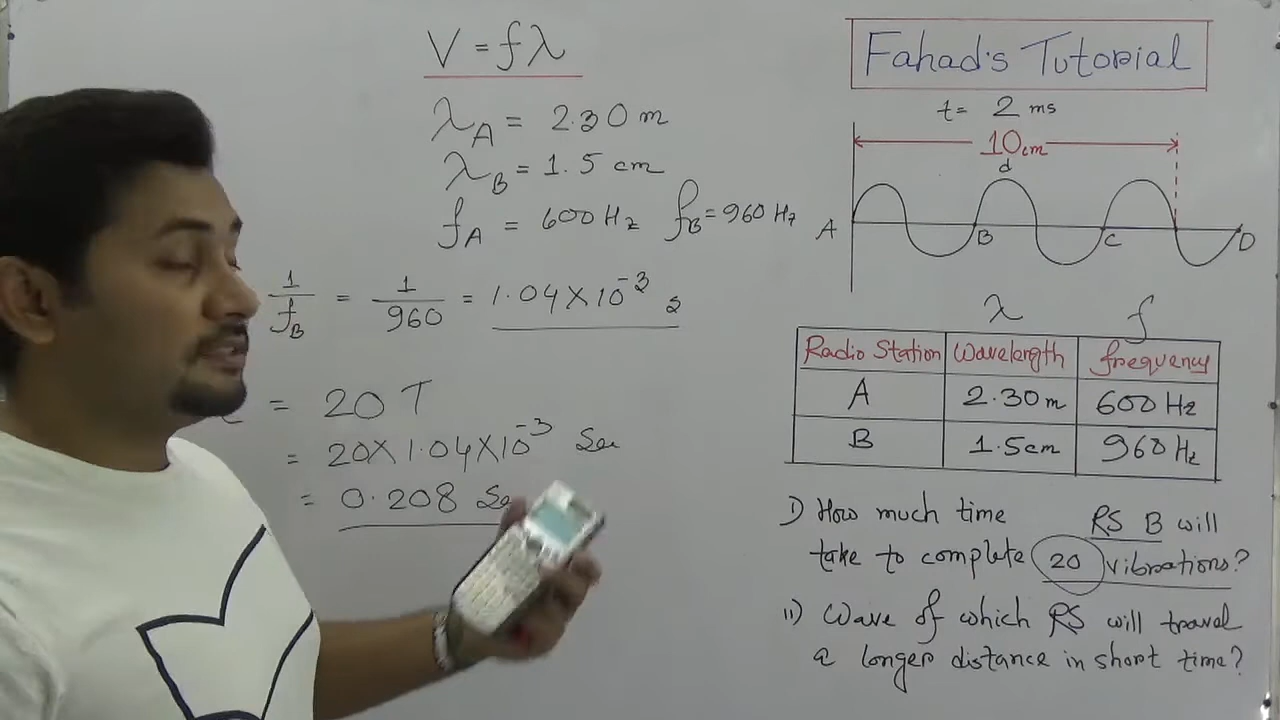 V = fλ
λA = 2.30 m
λB = 1.5 cm
fA = 600 Hz fB = 960 Hz
1/fB = 1/960 = 1.04 X 10⁻³ s
= 20 T
= 20 X 1.04 X 10⁻³ Sec
= 0.208 Se
Fahad's Tutorial
t = 2 ms
10 cm
d
A B C D
λ f
Radio Station Wavelength frequency
A 2.30 m 600 Hz
B 1.5 cm 960 Hz
I) How much time RS B will
take to complete 20 vibrations?
II) Wave of which RS will travel
a longer distance in short time?